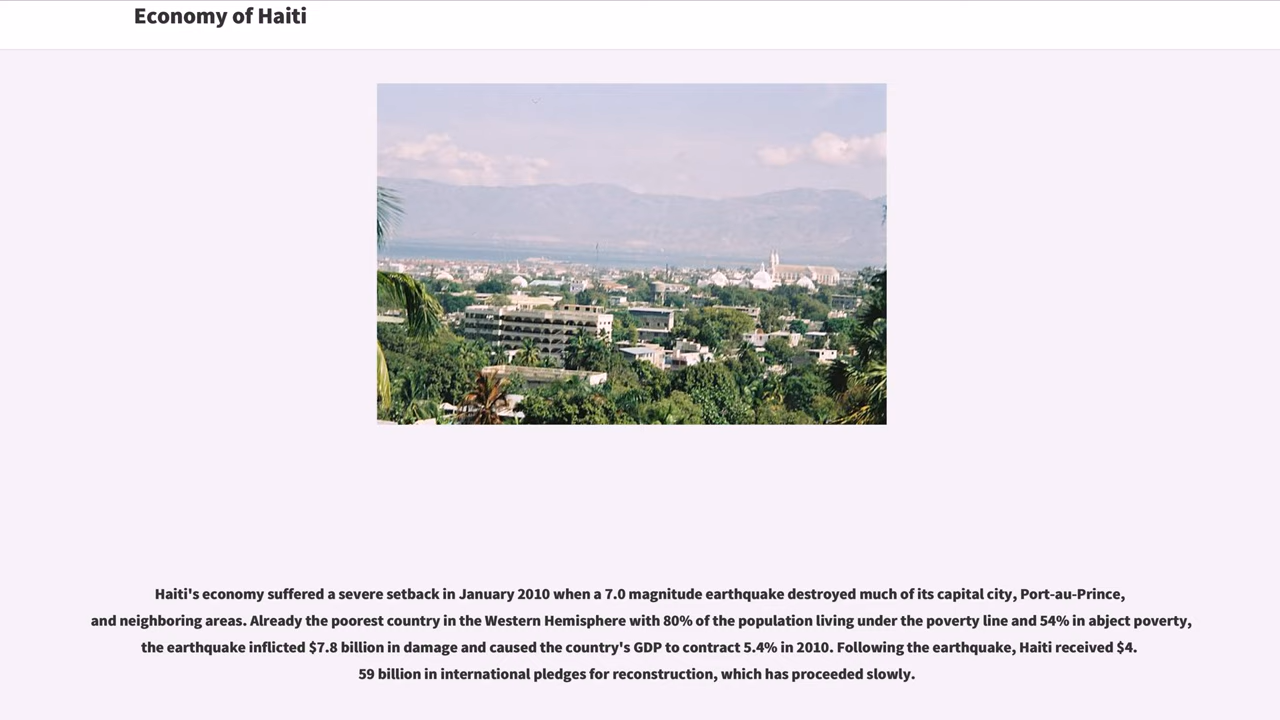 Economy of Haiti
Haiti's economy suffered a severe setback in January 2010 when a 7.0 magnitude earthquake destroyed much of its capital city, Port-au-Prince,
and neighboring areas. Already the poorest country in the Western Hemisphere with 80% of the population living under the poverty line and 54% in abject poverty,
the earthquake inflicted $7.8 billion in damage and caused the country's GDP to contract 5.4% in 2010. Following the earthquake, Haiti received $4.
59 billion in international pledges for reconstruction, which has proceeded slowly.